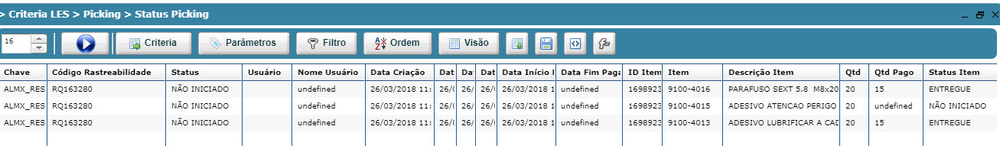 > Criteria LES > Picking > Status Picking
16 Criteria Parâmetros Filtro Ordem Visão
Chave Código Rastreabilidade Status Usuário Nome Usuário Data Criação Dat Da Dat Data Início Data Fim Paga ID Item Item Descrição Item Qtd Qtd Pago Status Item
ALMX_RES RQ163280 NÃO INICIADO undefined 26/03/2018 11: 26/0 26/ 26/ 26/03/2018 1 undefined 1698923 9100-4016 PARAFUSO SEXT 5.8 M8x20 20 15 ENTREGUE
ALMX_RES RQ163280 NÃO INICIADO undefined 26/03/2018 11: 26/0 26/ 26/ 26/03/2018 1 undefined 1698923 9100-4015 ADESIVO ATENCAO PERIGO 20 undefined NÃO INICIADO
ALMX_RES RQ163280 NÃO INICIADO undefined 26/03/2018 11: 26/0 26/ 26/ 26/03/2018 1 undefined 1698923 9100-4013 ADESIVO LUBRIFICAR A CAD 20 15 ENTREGUE